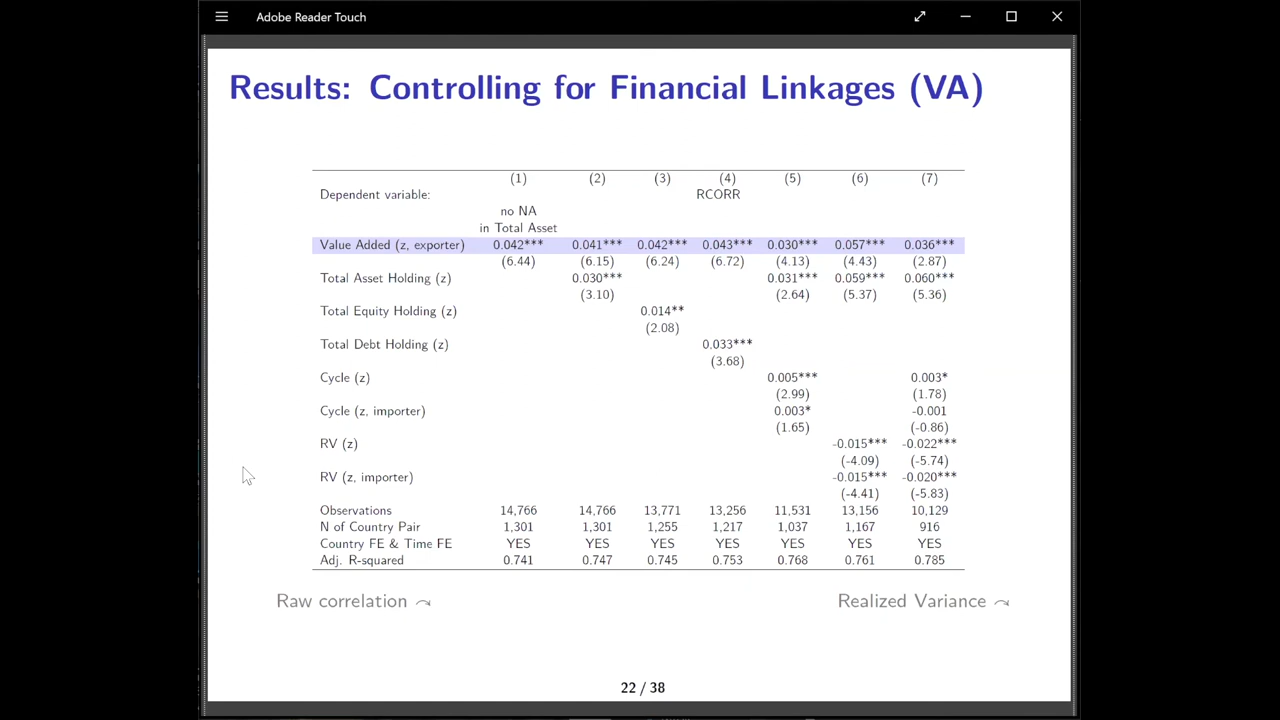 Adobe Reader Touch
Results: Controlling for Financial Linkages (VA)
(1) (2) (3) (4) (5) (6) (7)
Dependent variable: RCORR
no NA
in Total Asset
Value Added (z, exporter) 0.042*** 0.041*** 0.042*** 0.043*** 0.030*** 0.057*** 0.036***
(6.44) (6.15) (6.24) (6.72) (4.13) (4.43) (2.87)
Total Asset Holding (z) 0.030*** 0.031*** 0.059*** 0.060***
(3.10) (2.64) (5.37) (5.36)
Total Equity Holding (z) 0.014**
(2.08)
Total Debt Holding (z) 0.033***
(3.68)
Cycle (z) 0.005*** 0.003*
(2.99) (1.78)
Cycle (z, importer) 0.003* -0.001
(1.65) (-0.86)
RV (z) -0.015*** -0.022***
(-4.09) (-5.74)
RV (z, importer) -0.015*** -0.020***
(-4.41) (-5.83)
Observations 14,766 14,766 13,771 13,256 11,531 13,156 10,129
N of Country Pair 1,301 1,301 1,255 1,217 1,037 1,167 916
Country FE & Time FE YES YES YES YES YES YES YES
Adj. R-squared 0.741 0.747 0.745 0.753 0.768 0.761 0.785
Raw correlation Realized Variance
22 / 38